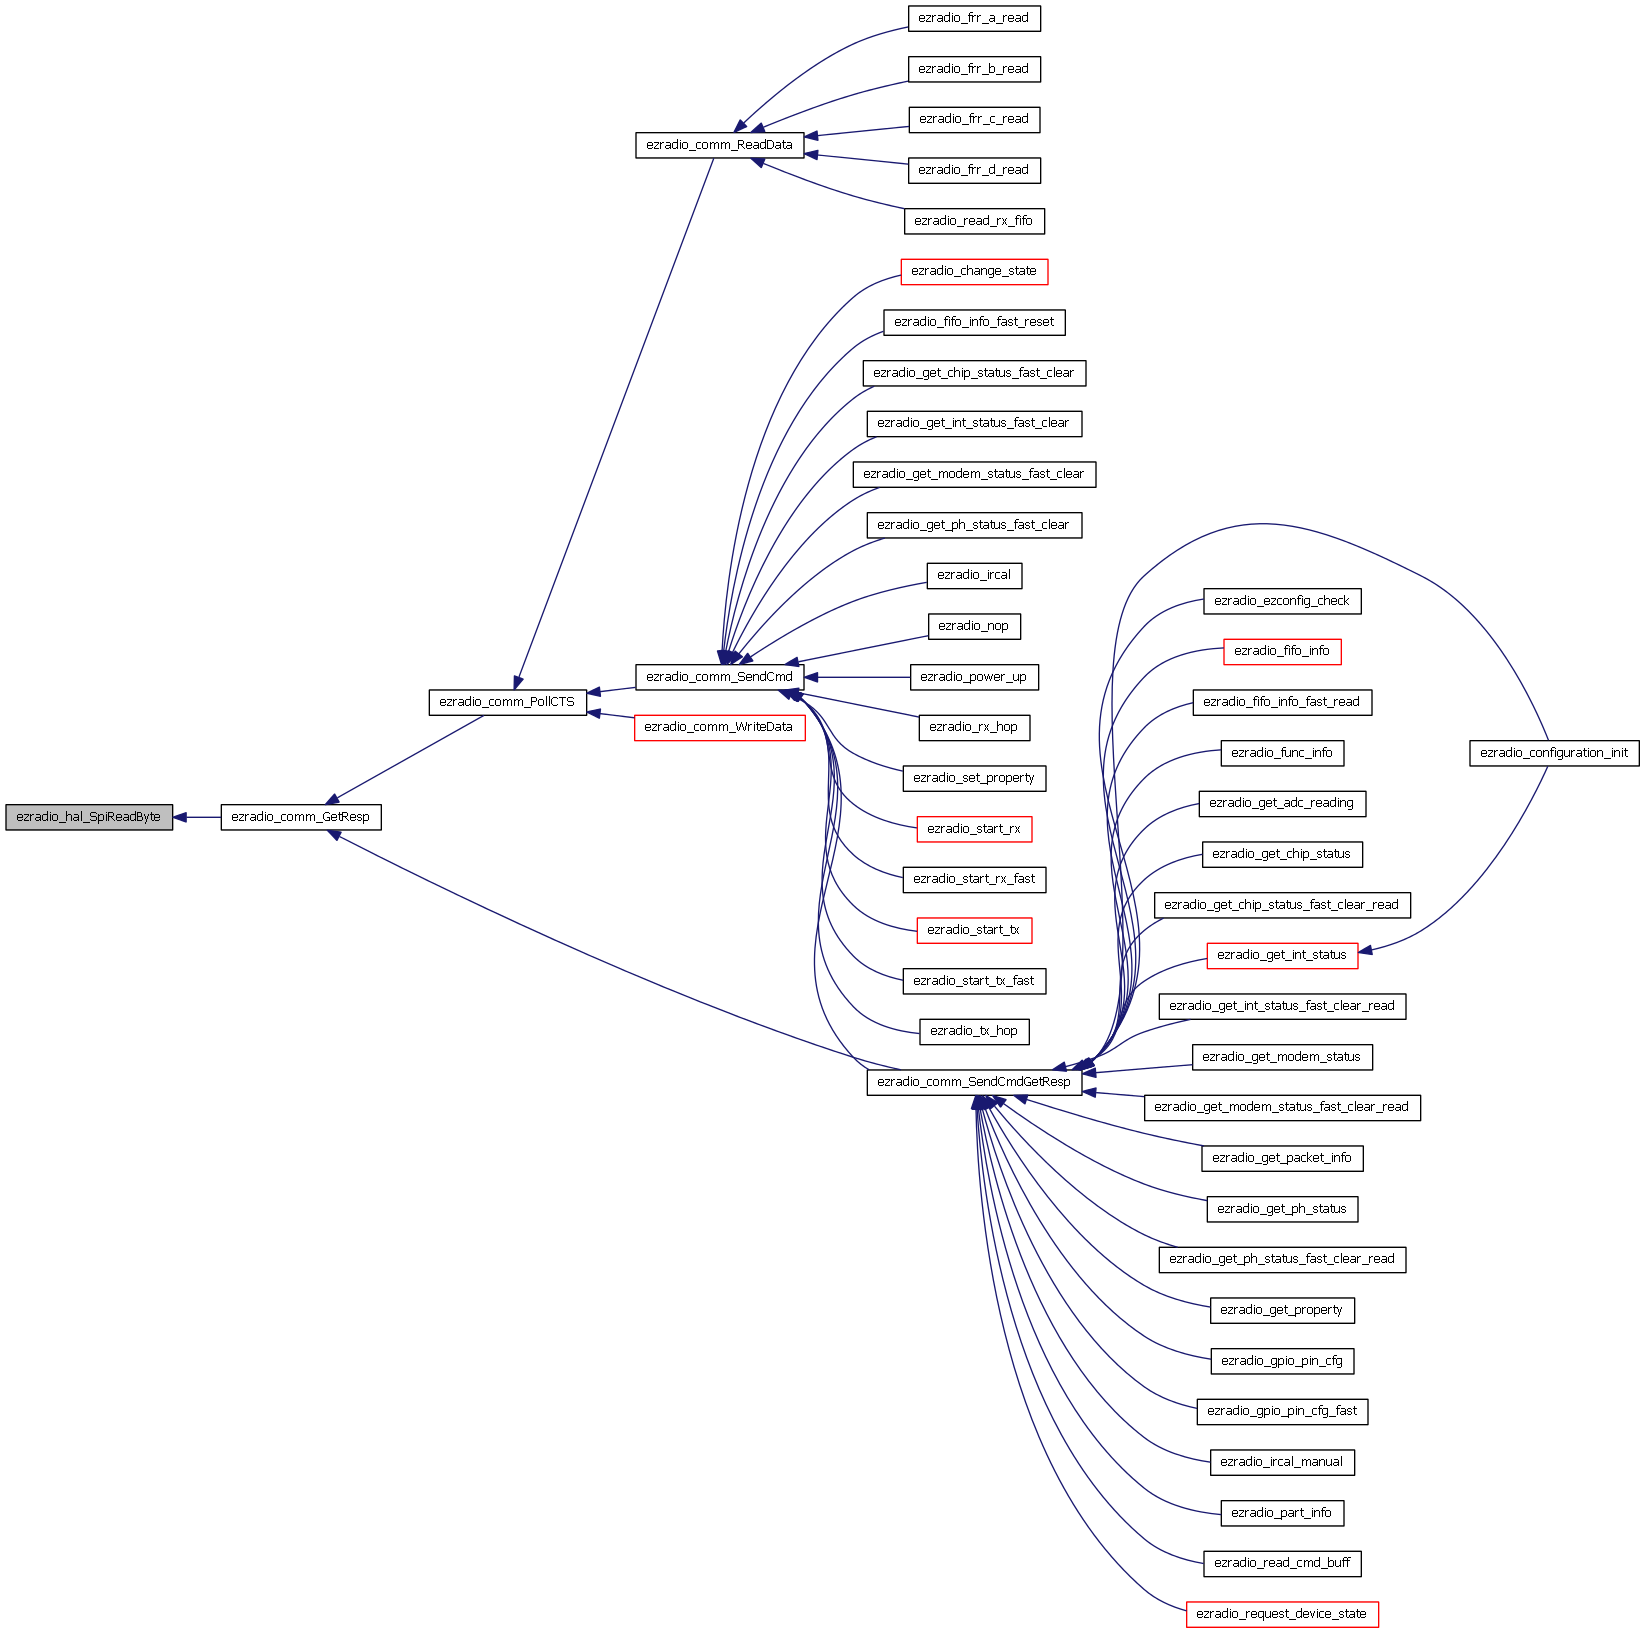 ezradio_frr_a_read
ezradio_frr_b_read
ezradio_frr_c_read
ezradio_comm_ReadData
ezradio_frr_d_read
ezradio_read_rx_fifo
ezradio_change_state
ezradio_fifo_info_fast_reset
ezradio_get_chip_status_fast_clear
ezradio_get_int_status_fast_clear
ezradio_get_modem_status_fast_clear
ezradio_get_ph_status_fast_clear
ezradio_ircal
ezradio_nop
ezradio_comm_SendCmd
ezradio_power_up
ezradio_comm_PollCTS
ezradio_comm_WriteData
ezradio_rx_hop
ezradio_set_property
ezradio_hal_SpiReadByte
ezradio_comm_GetResp
ezradio_start_rx
ezradio_start_rx_fast
ezradio_start_tx
ezradio_start_tx_fast
ezradio_tx_hop
ezradio_comm_SendCmdGetResp
ezradio_ezconfig_check
ezradio_fifo_info
ezradio_fifo_info_fast_read
ezradio_func_info
ezradio_configuration_init
ezradio_get_adc_reading
ezradio_get_chip_status
ezradio_get_chip_status_fast_clear_read
ezradio_get_int_status
ezradio_get_int_status_fast_clear_read
ezradio_get_modem_status
ezradio_get_modem_status_fast_clear_read
ezradio_get_packet_info
ezradio_get_ph_status
ezradio_get_ph_status_fast_clear_read
ezradio_get_property
ezradio_gpio_pin_cfg
ezradio_gpio_pin_cfg_fast
ezradio_ircal_manual
ezradio_part_info
ezradio_read_cmd_buff
ezradio_request_device_state